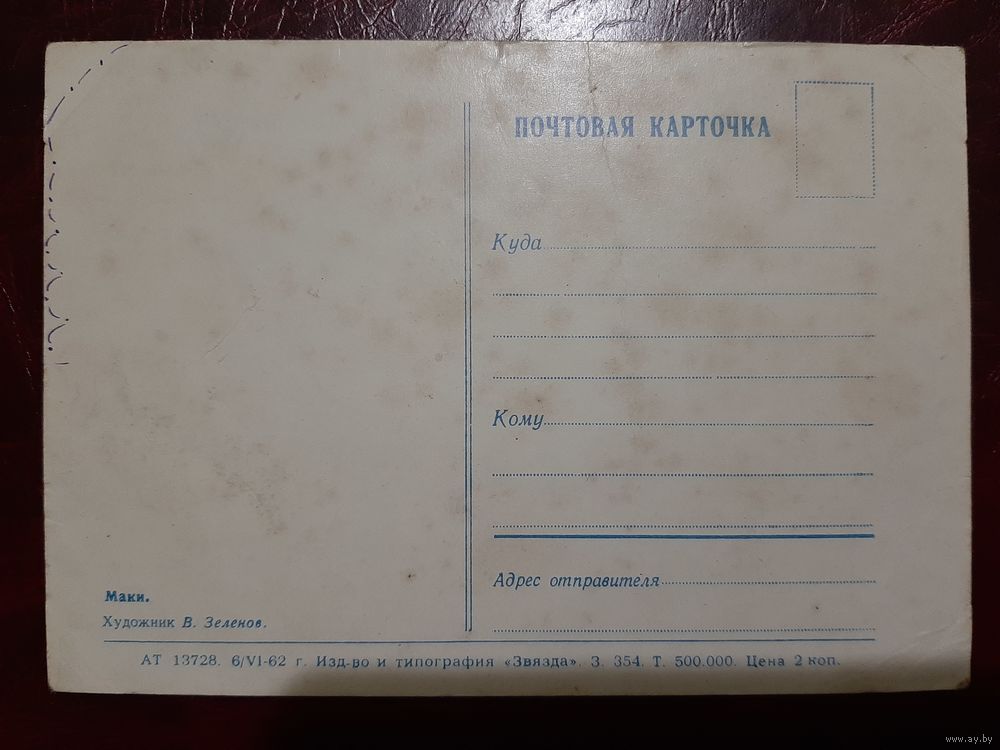 ПОЧТОВАЯ КАРТОЧКА
Куда
Кому
Адрес отправителя
Маки.
Художник В. Зеленов.
АТ 13728. 6/VI-62 г. Изд-во и типография «Звязда». З. 354. Т. 500.000. Цена 2 коп.
www.ay.by